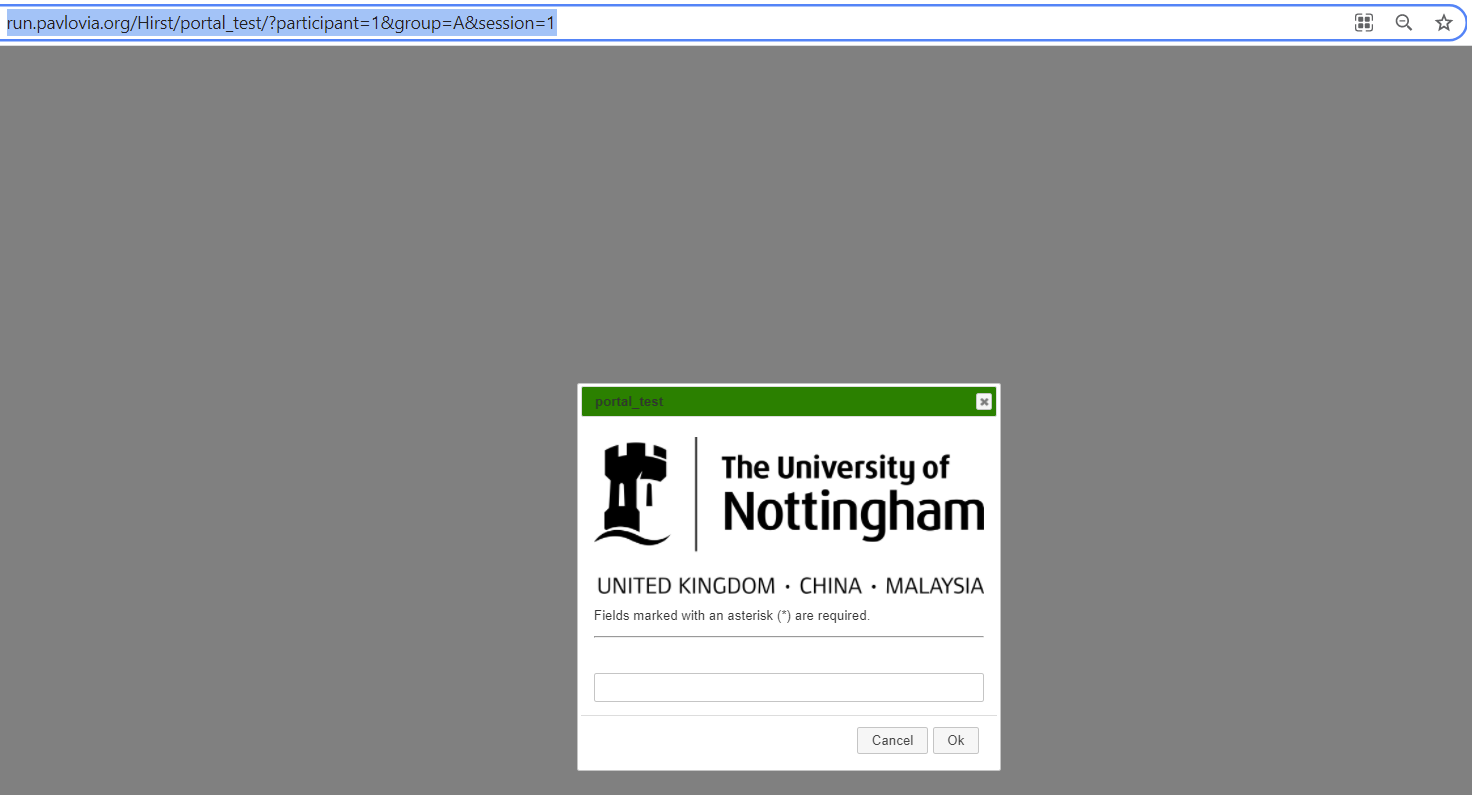 run.pavlovia.org/Hirst/portal_test/?participant=1&group=A&session=1
portal_test
The University of
Nottingham
UNITED KINGDOM · CHINA · MALAYSIA
Fields marked with an asterisk (*) are required.
Cancel Ok